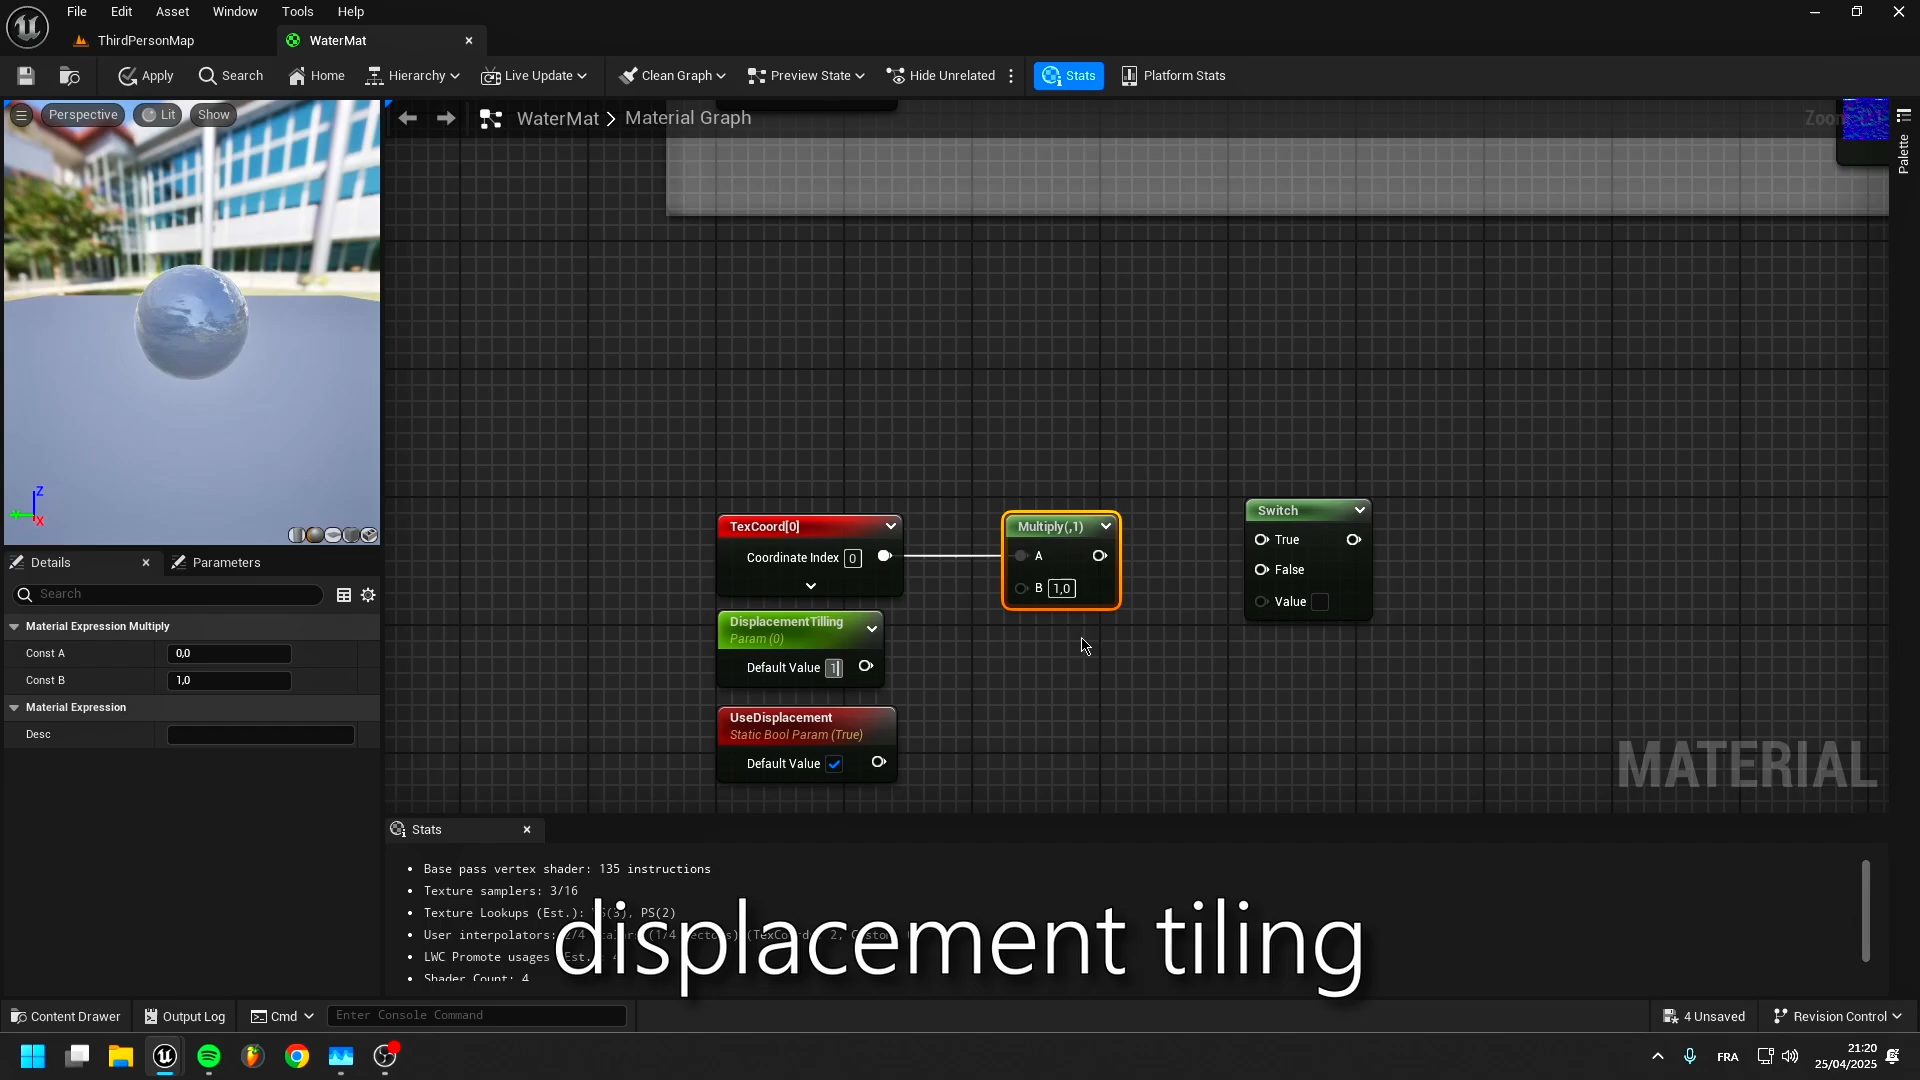 File Edit Asset Window Tools Help
ThirdPersonMap
WaterMat
Apply Search Home Hierarchy Live Update Clean Graph Preview State Hide Unrelated Stats Platform Stats
Perspective Lit Show
WaterMat > Material Graph
Palette
Z
X
TexCoord[0]
Coordinate Index 0
Multiply(,1)
A
B 1,0
Switch
True
False
Value
DisplacementTilling
Param (0)
Default Value 1
UseDisplacement
Static Bool Param (True)
Default Value
MATERIAL
Details
Parameters
Search
Material Expression Multiply
Const A 0,0
Const B 1,0
Material Expression
Desc
Stats
Base pass vertex shader: 135 instructions
Texture samplers: 3/16
Texture Lookups (Est.): (3), PS(2)
User interpolators: 2/4
LWC Promote usages
Shader Count: 4
displacement tiling
Content Drawer Output Log Cmd Enter Console Command 4 Unsaved Revision Control
FRA
21:20
25/04/2025